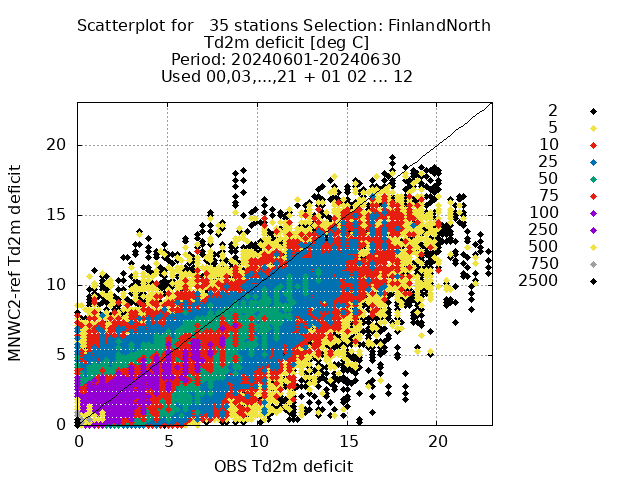 Scatterplot for   35 stations Selection: FinlandNorth
Td2m deficit [deg C]
Period: 20240601-20240630
Used 00,03,...,21 + 01 02 ... 12
MNWC2-ref Td2m deficit
20
15
10
5
0
0 5 10 15 20
OBS Td2m deficit
2
5
10
25
50
75
100
250
500
750
2500